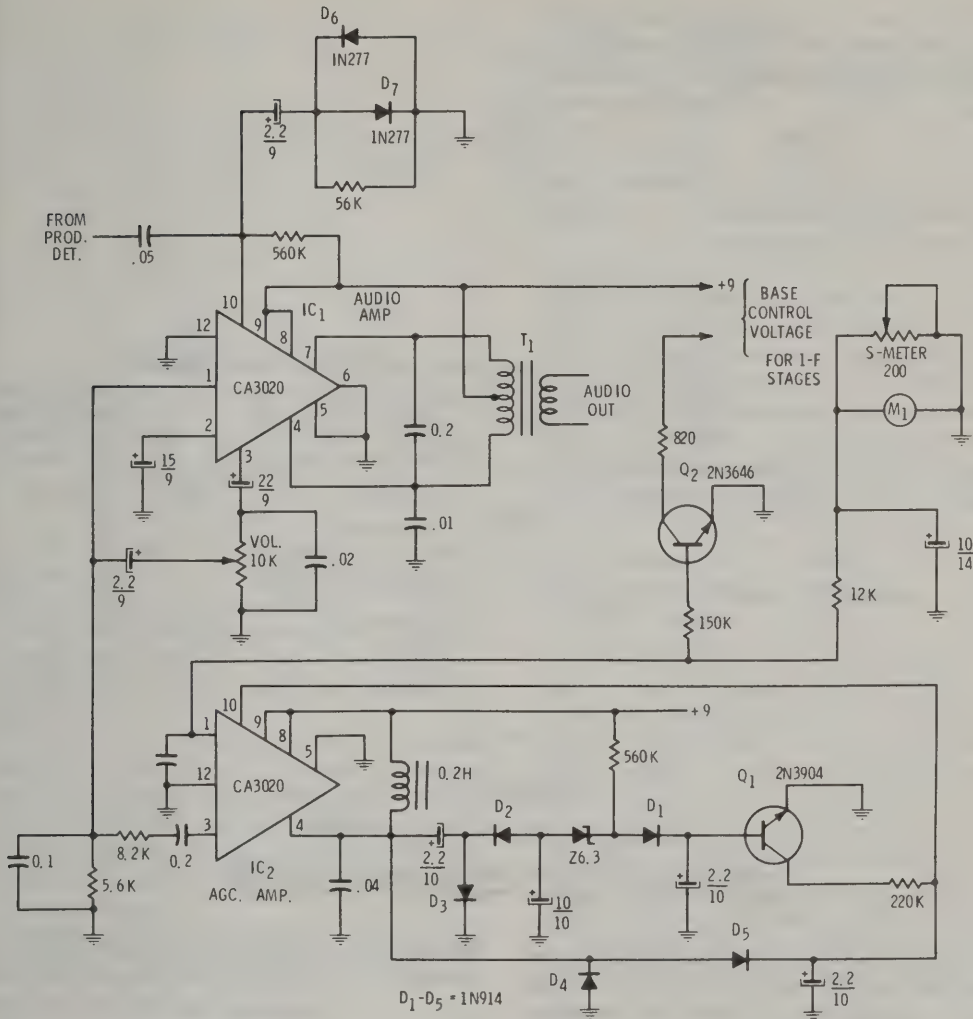 D6
1N277
D7
1N277
2.2
9
56K
FROM
PROD.
DET.
.05
560K
10
IC1
AUDIO
AMP
+9
BASE
CONTROL
VOLTAGE
FOR I-F
STAGES
S-METER
200
M1
12
9
8
7
T1
1
CA3020
6
AUDIO
OUT
2
5
4
0.2
820
3
15
9
22
9
Q2 2N3646
.01
VOL.
10K
.02
2.2
9
10
14
12K
150K
10
1
9
8
5
+9
12
CA3020
0.2H
560K
Q1
2N3904
D2
D1
3
4
8.2K
0.2
0.1
IC2
2.2
10
Z6.3
5.6K
AGC. AMP.
.04
D3
10
10
2.2
10
220K
D5
D4
2.2
10
D1-D5 = 1N914